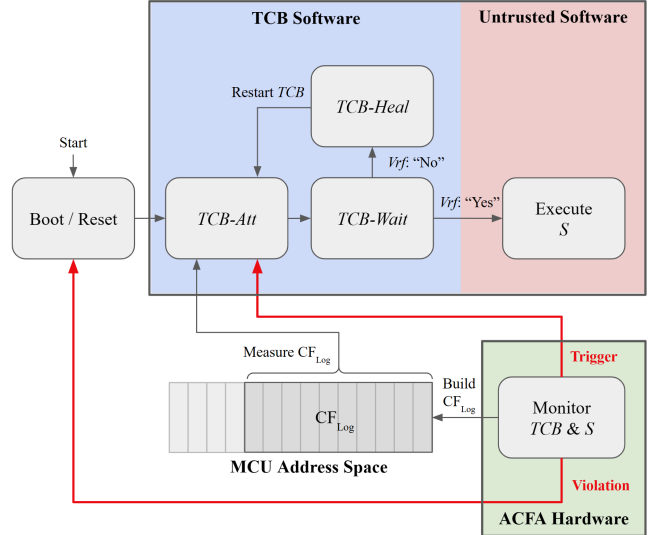 TCB Software
Untrusted Software
Restart TCB
TCB-Heal
Start
Vrf: “No”
Boot / Reset
TCB-Att
TCB-Wait
Vrf: “Yes”
Execute
S
Measure CFLog
Trigger
Build
CFLog
CFLog
Monitor
TCB & S
MCU Address Space
Violation
ACFA Hardware